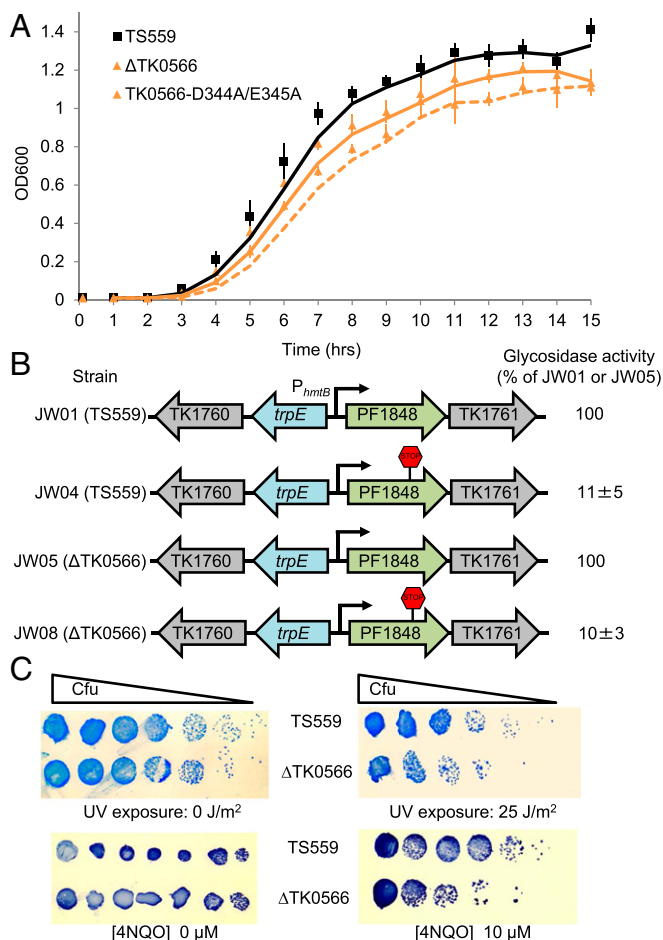 A
1.4
1.2
1
0.8
0.6
0.4
0.2
0
OD600
TS559
ΔTK0566
TK0566-D344A/E345A
0 1 2 3 4 5 6 7 8 9 10 11 12 13 14 15
Time (hrs)
B
Strain
PhmtB
Glycosidase activity
(% of JW01 or JW05)
JW01 (TS559) TK1760 trpE PF1848 TK1761 100
STOP
JW04 (TS559) TK1760 trpE PF1848 TK1761 11±5
JW05 (ΔTK0566) TK1760 trpE PF1848 TK1761 100
STOP
JW08 (ΔTK0566) TK1760 trpE PF1848 TK1761 10±3
C
Cfu Cfu
TS559
ΔTK0566
UV exposure: 0 J/m² UV exposure: 25 J/m²
TS559
ΔTK0566
[4NQO] 0 µM [4NQO] 10 µM